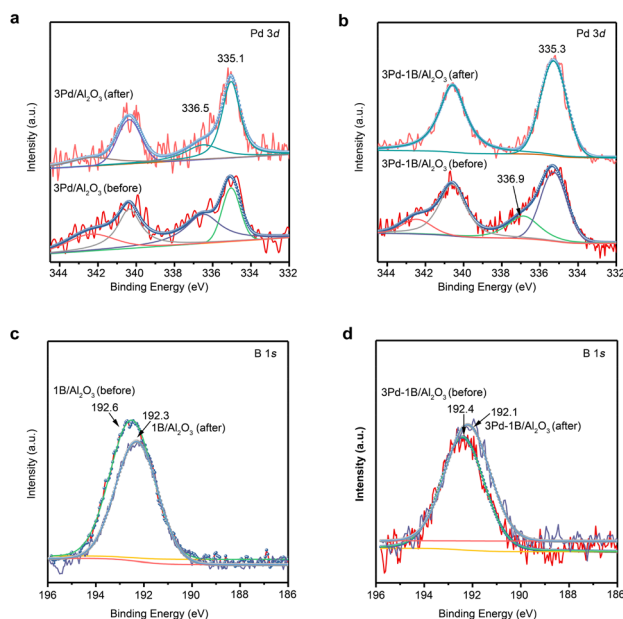 a
Pd 3d
335.1
3Pd/Al₂O₃ (after)
336.5
3Pd/Al₂O₃ (before)
Intensity (a.u.)
344 342 340 338 336 334 332
Binding Energy (eV)
b
Pd 3d
335.3
3Pd-1B/Al₂O₃ (after)
3Pd-1B/Al₂O₃ (before)
336.9
Intensity (a.u.)
344 342 340 338 336 334 332
Binding Energy (eV)
c
B 1s
1B/Al₂O₃ (before)
192.6
192.3
1B/Al₂O₃ (after)
Intensity (a.u.)
196 194 192 190 188 186
Binding Energy (eV)
d
B 1s
3Pd-1B/Al₂O₃ (before)
192.4
192.1
3Pd-1B/Al₂O₃ (after)
Intensity (a.u.)
196 194 192 190 188 186
Binding Energy (eV)